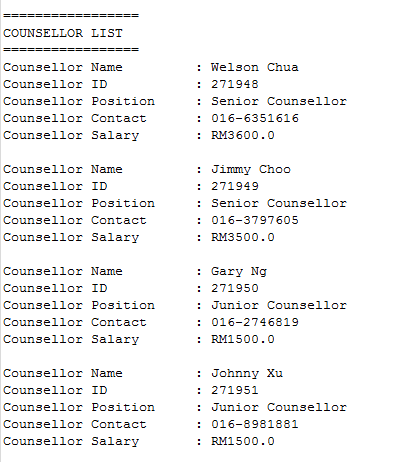 =================
COUNSELLOR LIST
=================
Counsellor Name : Welson Chua
Counsellor ID : 271948
Counsellor Position : Senior Counsellor
Counsellor Contact : 016-6351616
Counsellor Salary : RM3600.0
Counsellor Name : Jimmy Choo
Counsellor ID : 271949
Counsellor Position : Senior Counsellor
Counsellor Contact : 016-3797605
Counsellor Salary : RM3500.0
Counsellor Name : Gary Ng
Counsellor ID : 271950
Counsellor Position : Junior Counsellor
Counsellor Contact : 016-2746819
Counsellor Salary : RM1500.0
Counsellor Name : Johnny Xu
Counsellor ID : 271951
Counsellor Position : Junior Counsellor
Counsellor Contact : 016-8981881
Counsellor Salary : RM1500.0